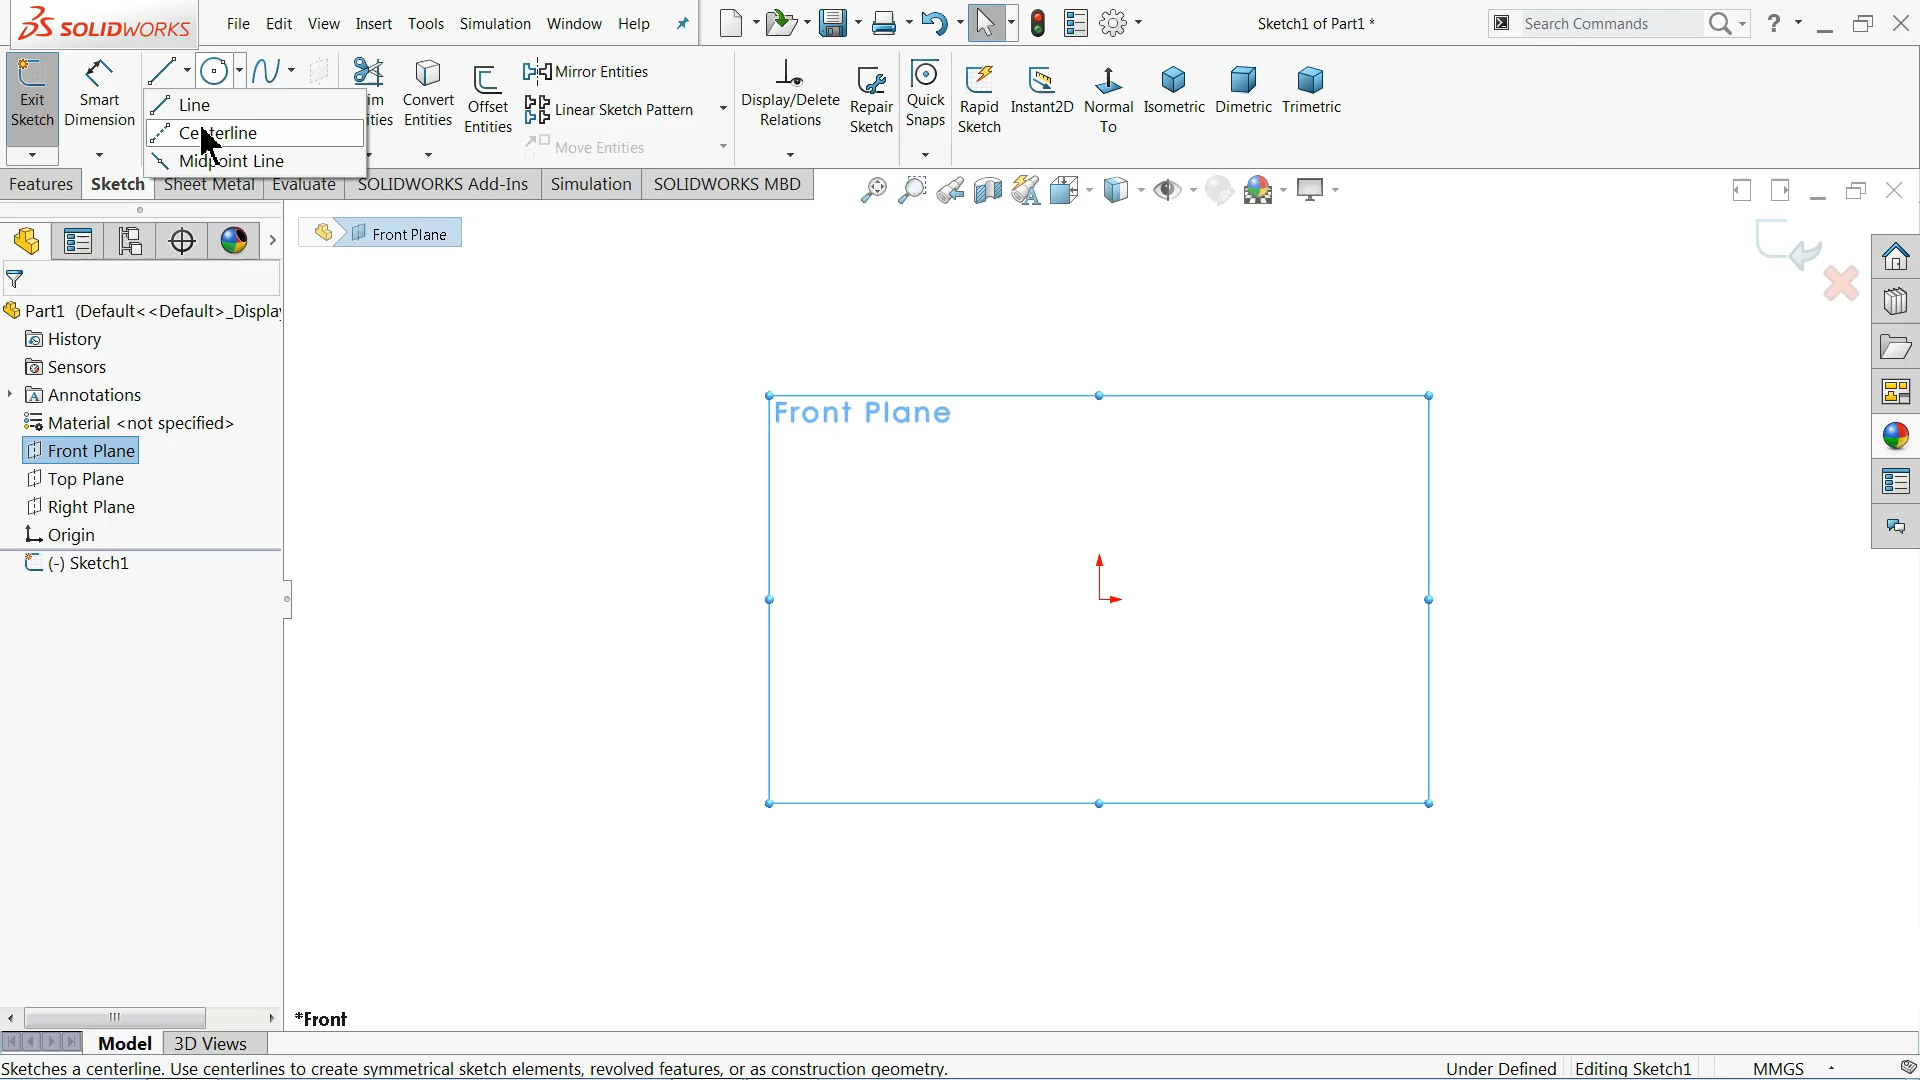 SOLIDWORKS
File Edit View Insert Tools Simulation Window Help
Sketch1 of Part1 *
Search Commands
?
Exit Sketch
Smart Dimension
Convert Entities
Offset Entities
Mirror Entities
Linear Sketch Pattern
Move Entities
Display/Delete Relations
Repair Sketch
Quick Snaps
Rapid Sketch
Instant2D
Normal To
Isometric
Dimetric
Trimetric
Line
Centerline
Midpoint Line
Features Sketch Sheet Metal Evaluate SOLIDWORKS Add-Ins Simulation SOLIDWORKS MBD
Front Plane
Part1 (Default<<Default>_Display
History
Sensors
Annotations
Material <not specified>
Front Plane
Top Plane
Right Plane
Origin
(-) Sketch1
Front Plane
*Front
Model 3D Views
Sketches a centerline. Use centerlines to create symmetrical sketch elements, revolved features, or as construction geometry.
Under Defined Editing Sketch1 MMGS